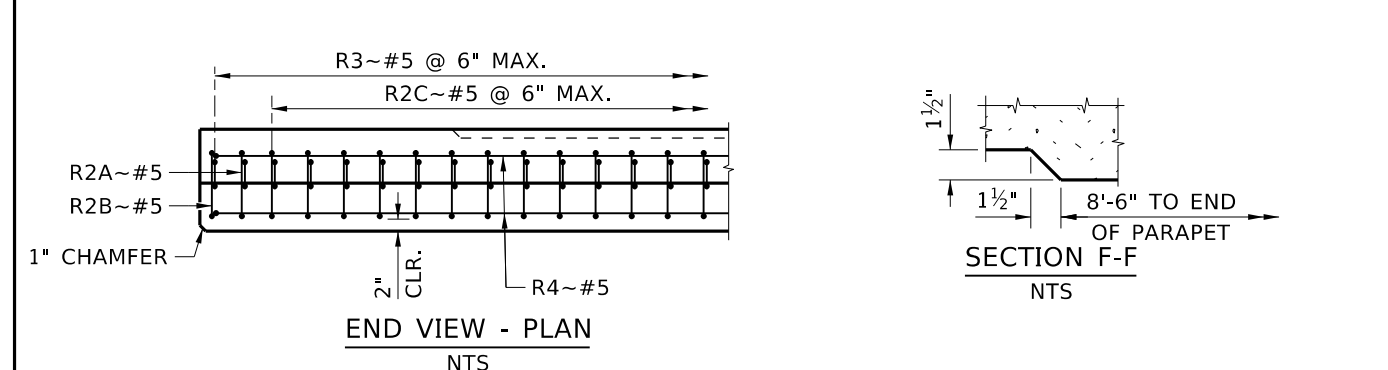 R3~#5 @ 6" MAX.
R2C~#5 @ 6" MAX.
R2A~#5
R2B~#5
1" CHAMFER
2"
CLR.
R4~#5
END VIEW - PLAN
NTS
1½"
1½"
8'-6" TO END
OF PARAPET
SECTION F-F
NTS